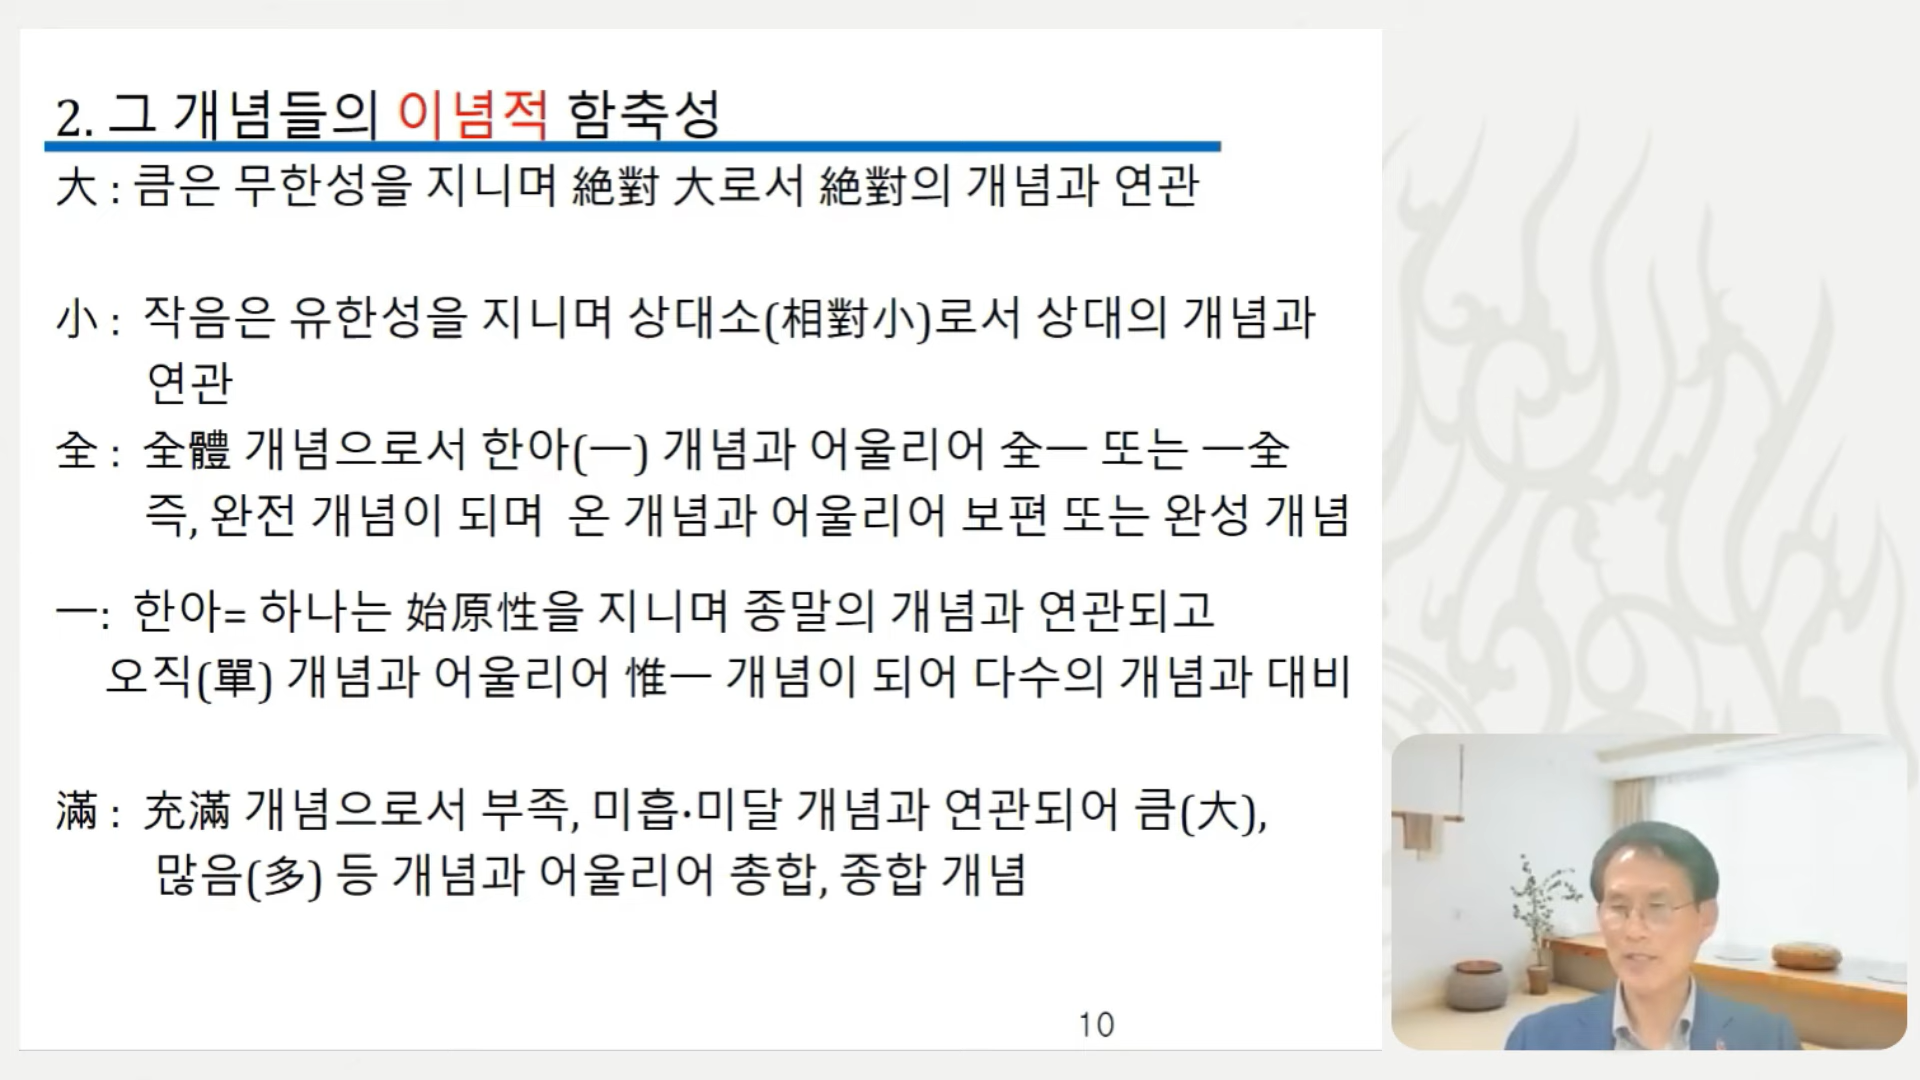 2. 그 개념들의 이념적 함축성
大 : 큼은 무한성을 지니며 絶對 大로서 絶對의 개념과 연관
小 : 작음은 유한성을 지니며 상대소(相對小)로서 상대의 개념과
연관
全 : 全體 개념으로서 한아(一) 개념과 어울리어 全一 또는 一全
즉, 완전 개념이 되며 온 개념과 어울리어 보편 또는 완성 개념
一: 한아= 하나는 始原性을 지니며 종말의 개념과 연관되고
오직(單) 개념과 어울리어 惟一 개념이 되어 다수의 개념과 대비
滿 : 充滿 개념으로서 부족, 미흡·미달 개념과 연관되어 큼(大),
많음(多) 등 개념과 어울리어 총합, 종합 개념
10